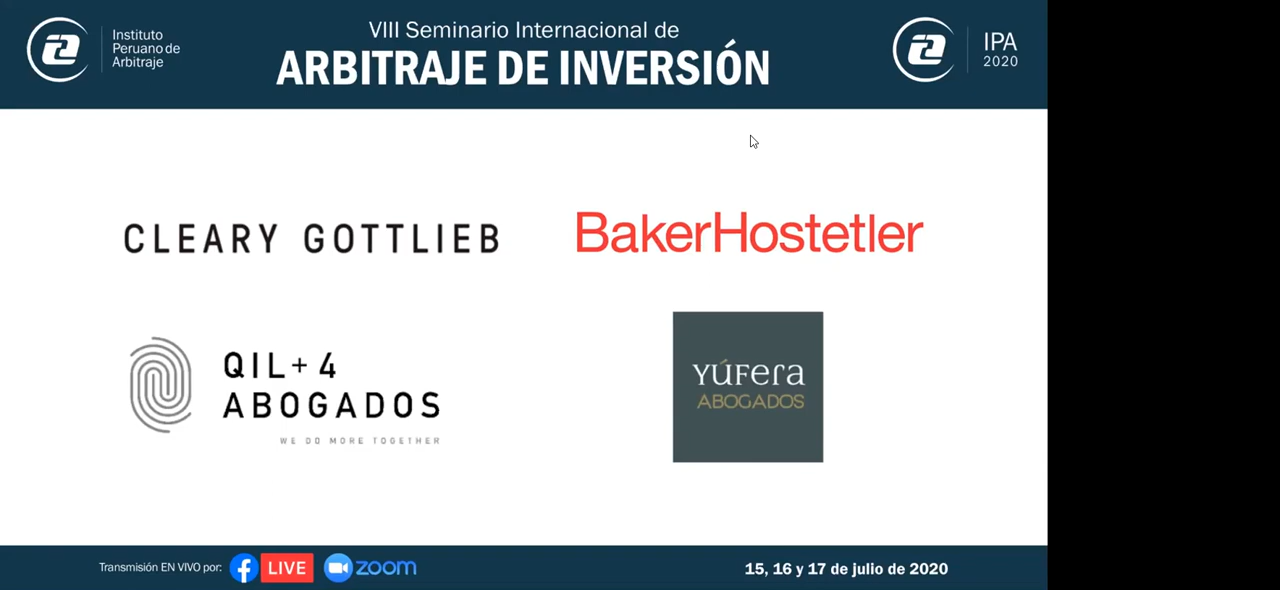 Instituto
Peruano de
Arbitraje
VIII Seminario Internacional de
ARBITRAJE DE INVERSIÓN
IPA
2020
CLEARY GOTTLIEB
BakerHostetler
QIL+4
ABOGADOS
WE DO MORE TOGETHER
YÚFera
ABOGADOS
Transmisión EN VIVO por:
LIVE
zoom
15, 16 y 17 de julio de 2020